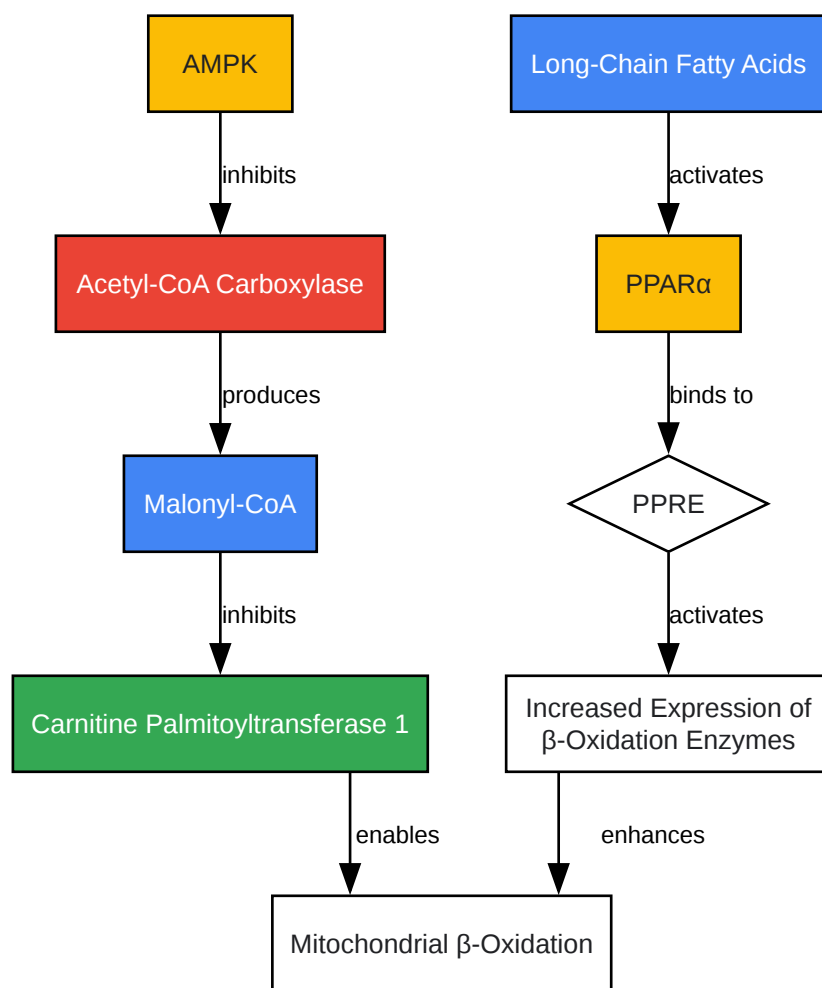 AMPK
Long-Chain Fatty Acids
inhibits
activates
Acetyl-CoA Carboxylase
PPARα
produces
binds to
Malonyl-CoA
PPRE
inhibits
activates
Carnitine Palmitoyltransferase 1
Increased Expression of
β-Oxidation Enzymes
enables
enhances
Mitochondrial β-Oxidation